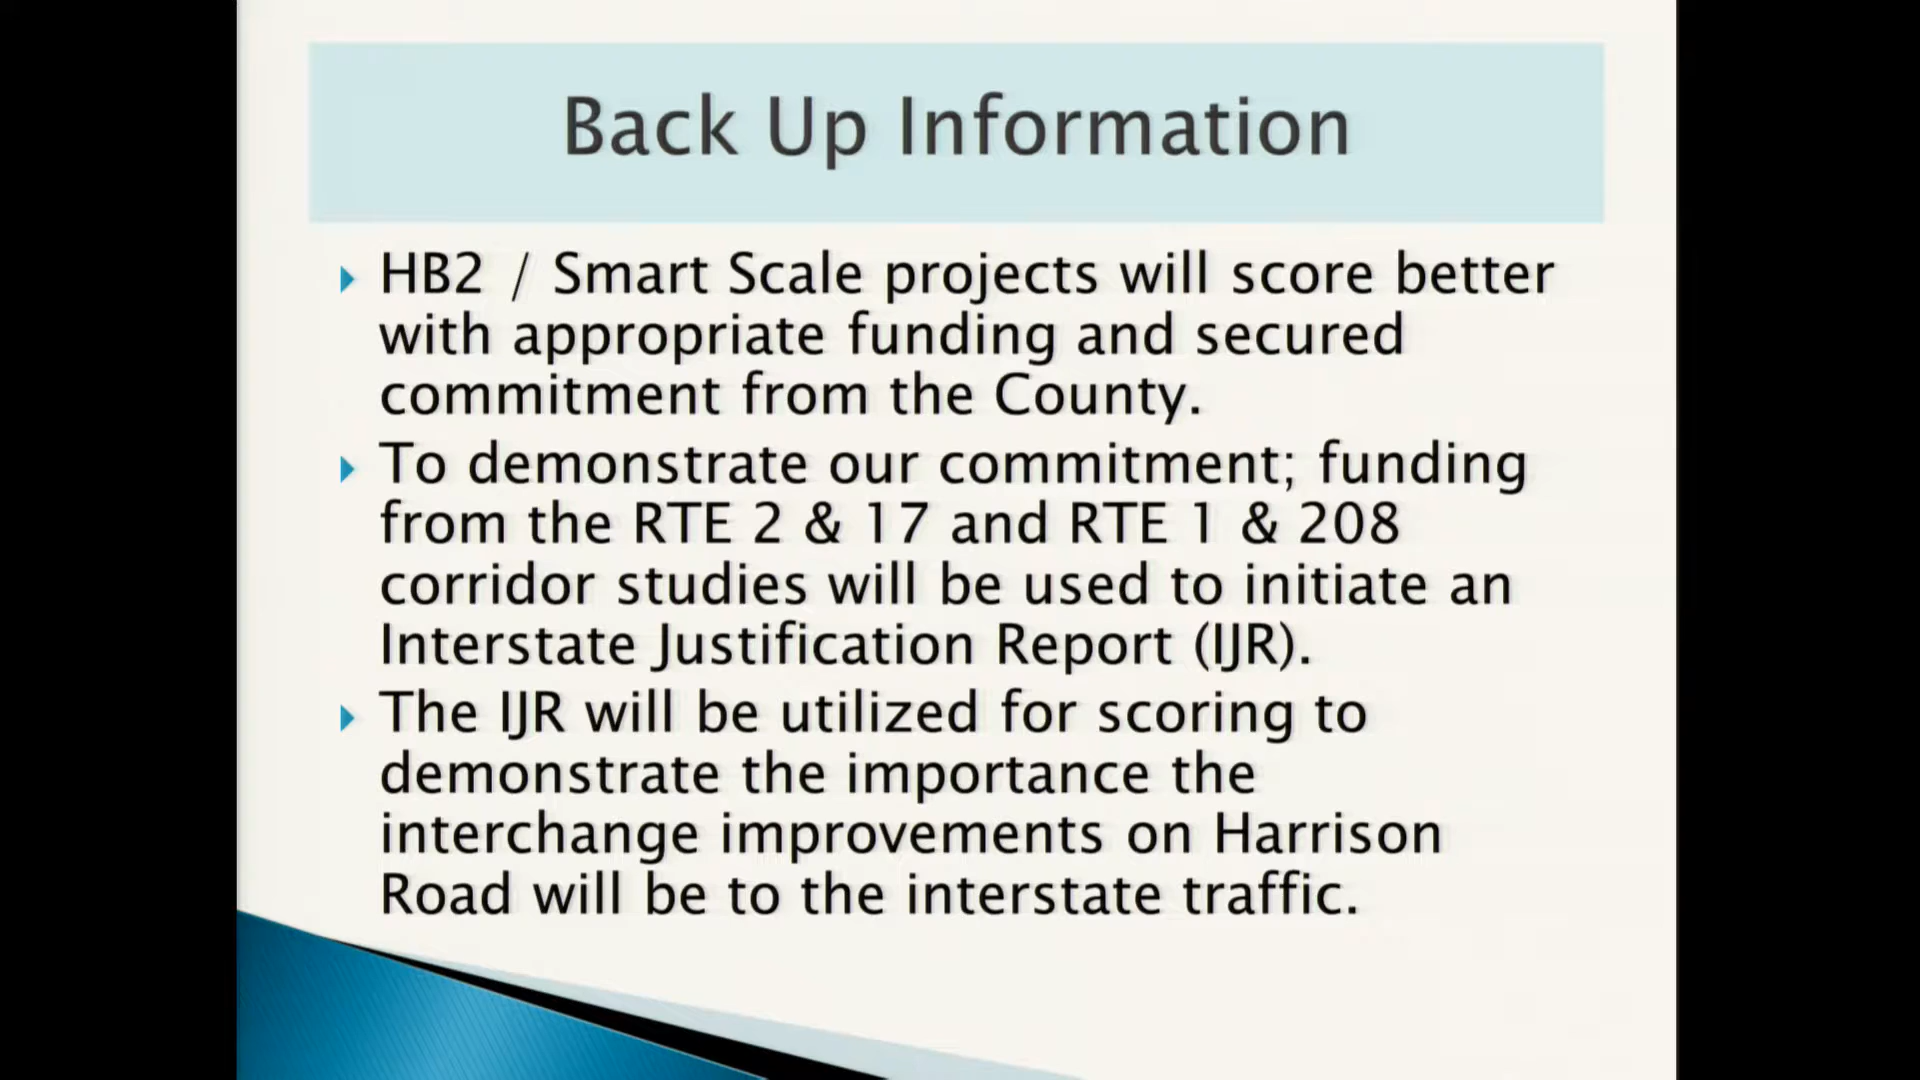 Back Up Information
HB2 / Smart Scale projects will score better
with appropriate funding and secured
commitment from the County.
To demonstrate our commitment; funding
from the RTE 2 & 17 and RTE 1 & 208
corridor studies will be used to initiate an
Interstate Justification Report (IJR).
The IJR will be utilized for scoring to
demonstrate the importance the
interchange improvements on Harrison
Road will be to the interstate traffic.